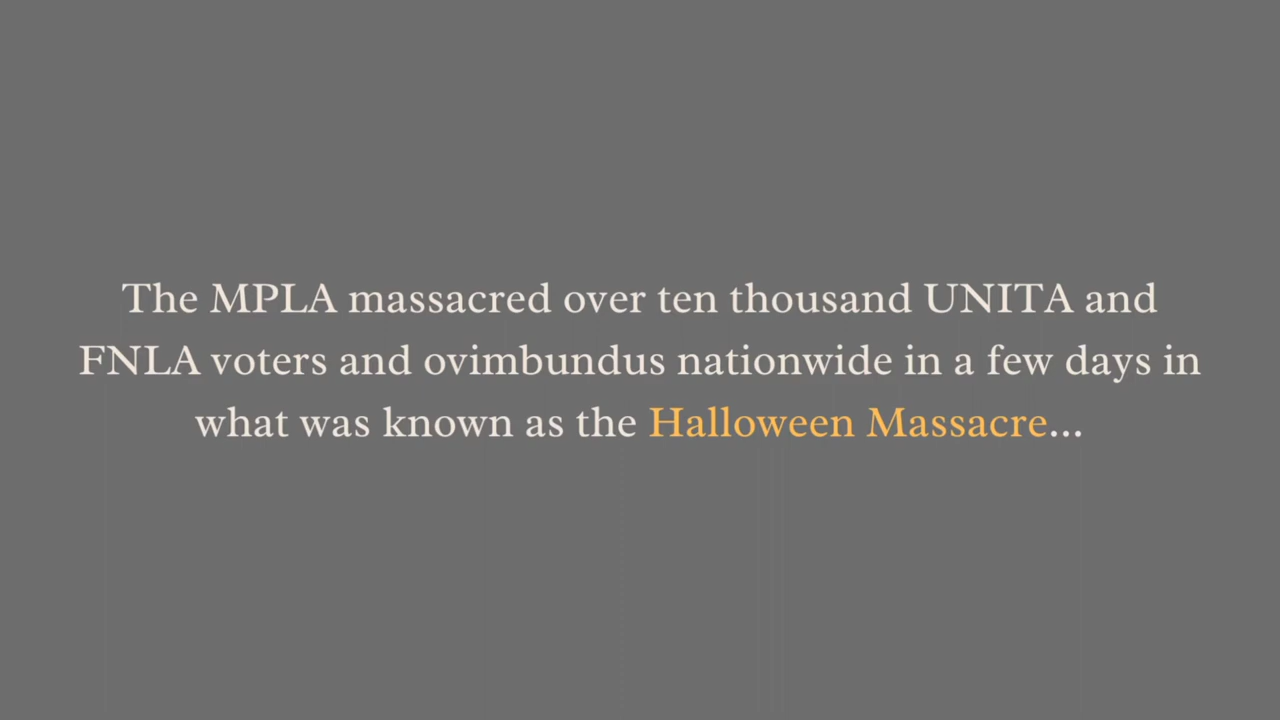 The MPLA massacred over ten thousand UNITA and
FNLA voters and ovimbundus nationwide in a few days in
what was known as the Halloween Massacre...